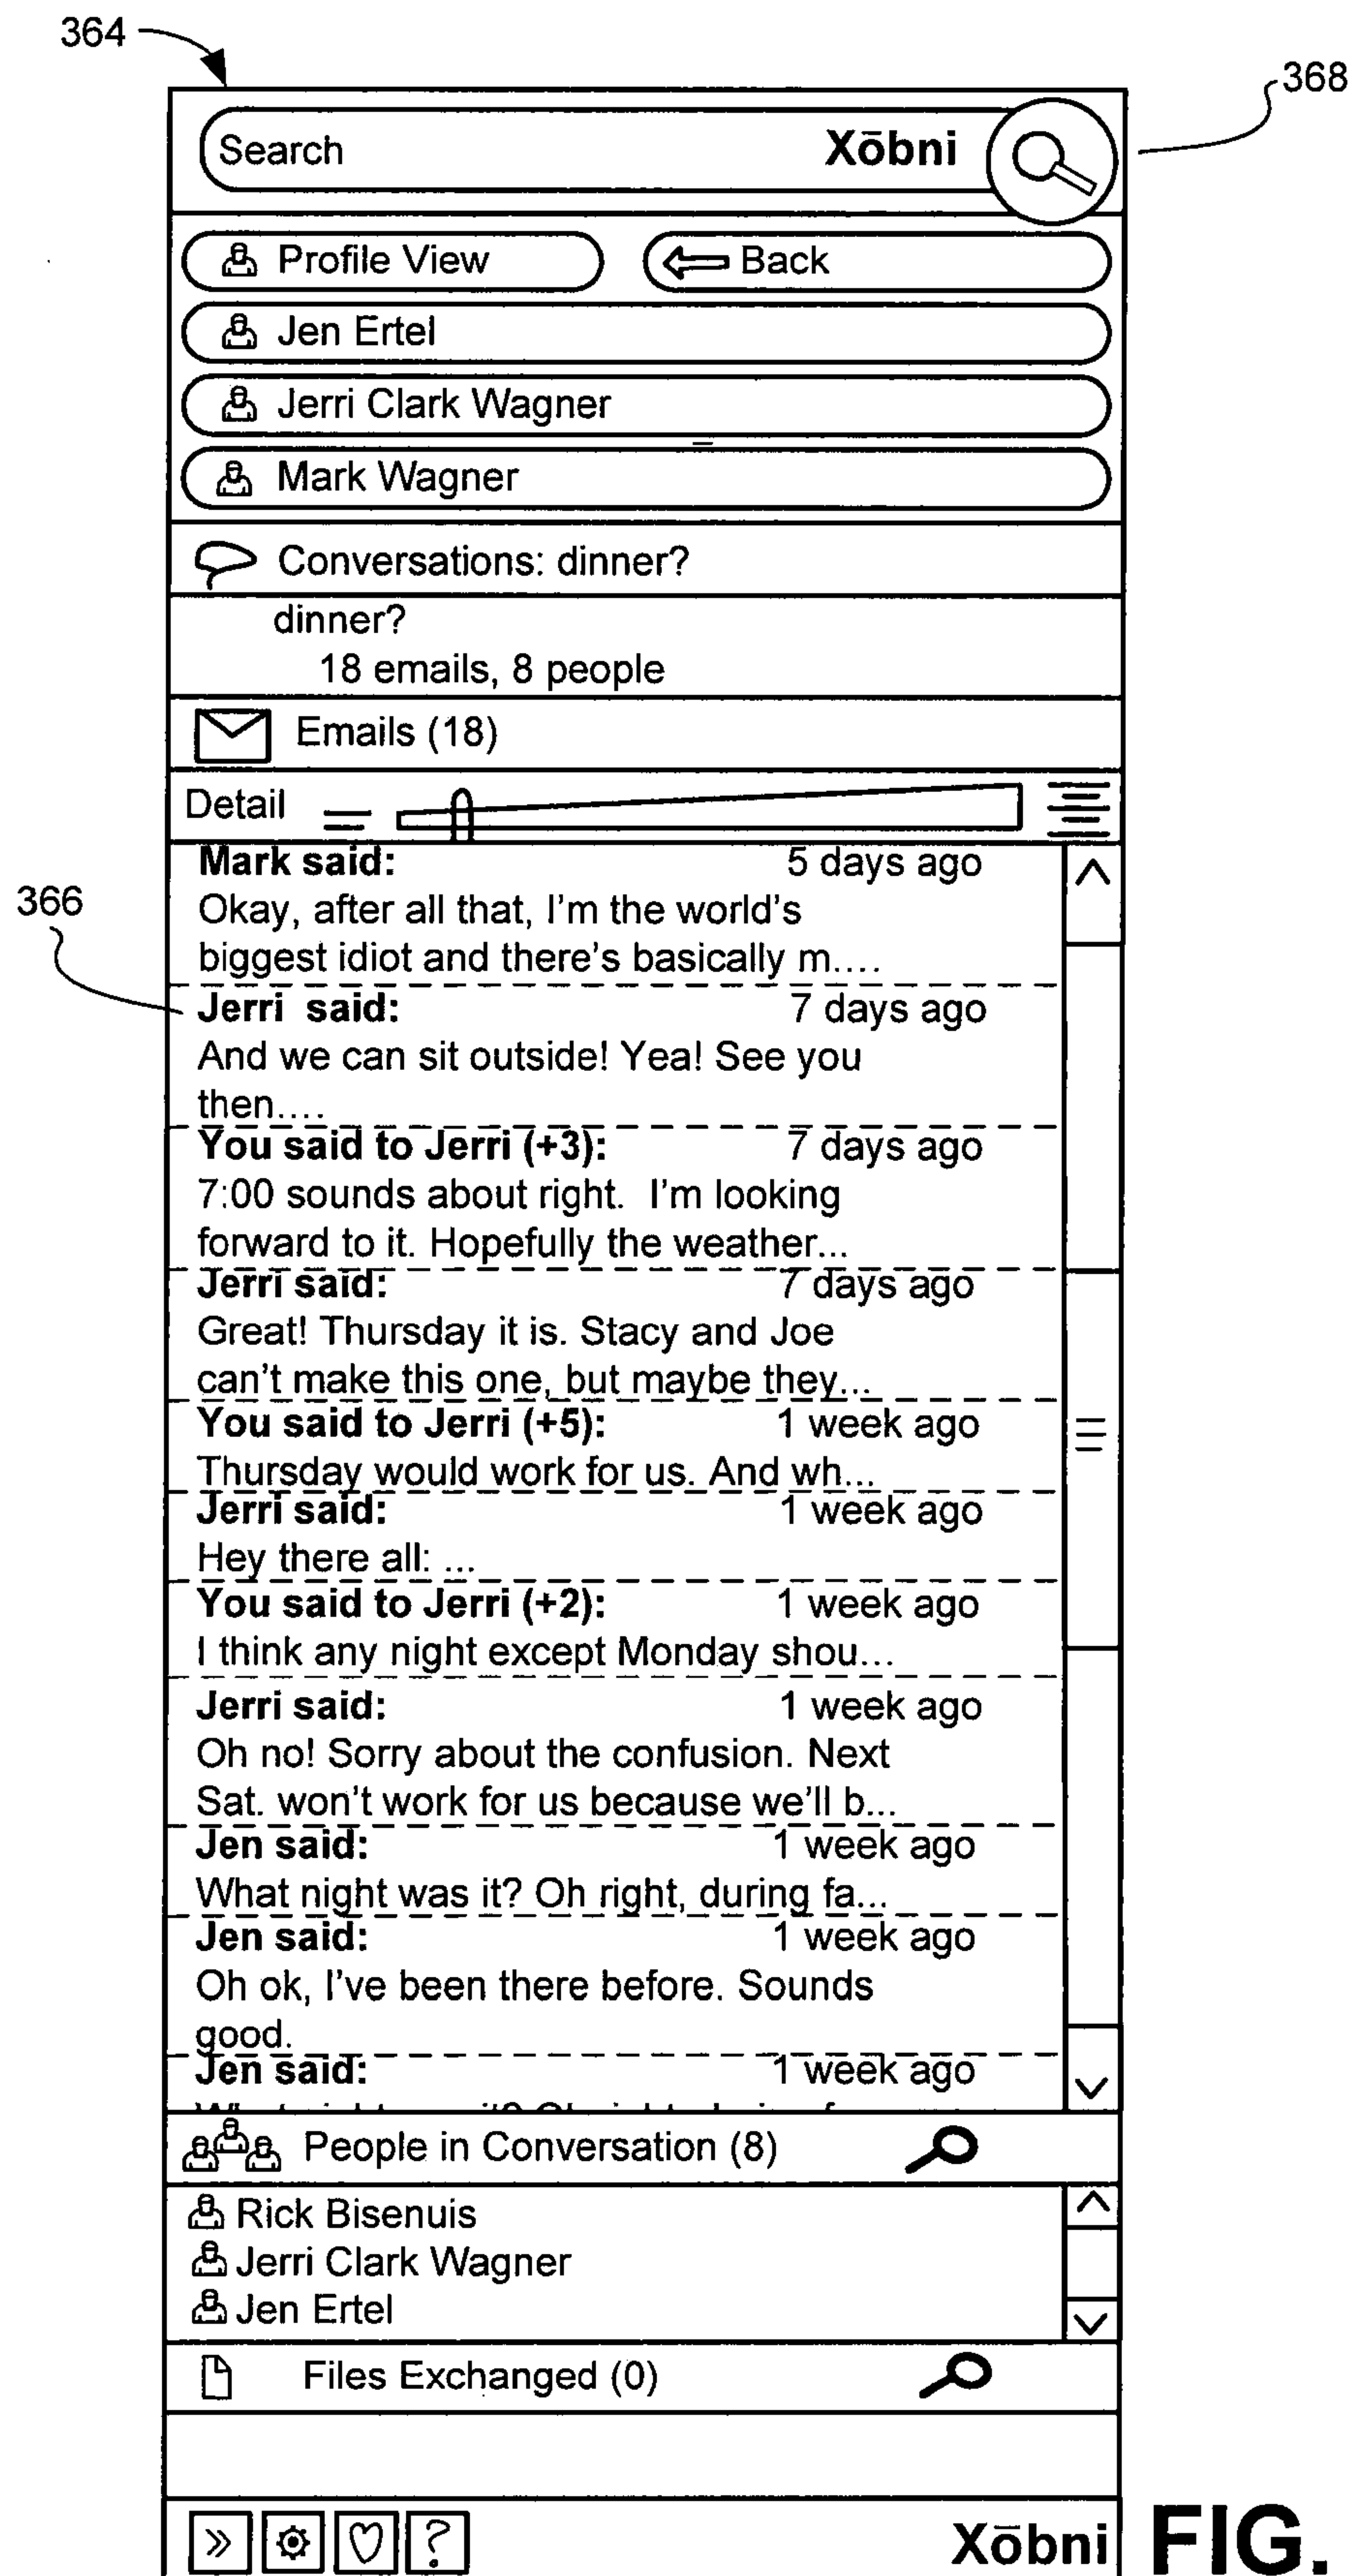 364
368
Search Xōbni
Profile View Back
Jen Ertel
Jerri Clark Wagner
Mark Wagner
Conversations: dinner?
dinner?
18 emails, 8 people
Emails (18)
Detail
Mark said: 5 days ago
Okay, after all that, I'm the world's
biggest idiot and there's basically m....
366
Jerri said: 7 days ago
And we can sit outside! Yea! See you
then....
You said to Jerri (+3): 7 days ago
7:00 sounds about right. I'm looking
forward to it. Hopefully the weather...
Jerri said: 7 days ago
Great! Thursday it is. Stacy and Joe
can't make this one, but maybe they...
You said to Jerri (+5): 1 week ago
Thursday would work for us. And wh...
Jerri said: 1 week ago
Hey there all: ...
You said to Jerri (+2): 1 week ago
I think any night except Monday shou...
Jerri said: 1 week ago
Oh no! Sorry about the confusion. Next
Sat. won't work for us because we'll b...
Jen said: 1 week ago
What night was it? Oh right, during fa...
Jen said: 1 week ago
Oh ok, I've been there before. Sounds
good.
Jen said: 1 week ago
People in Conversation (8)
Rick Bisenuis
Jerri Clark Wagner
Jen Ertel
Files Exchanged (0)
» ? Xōbni
FIG.